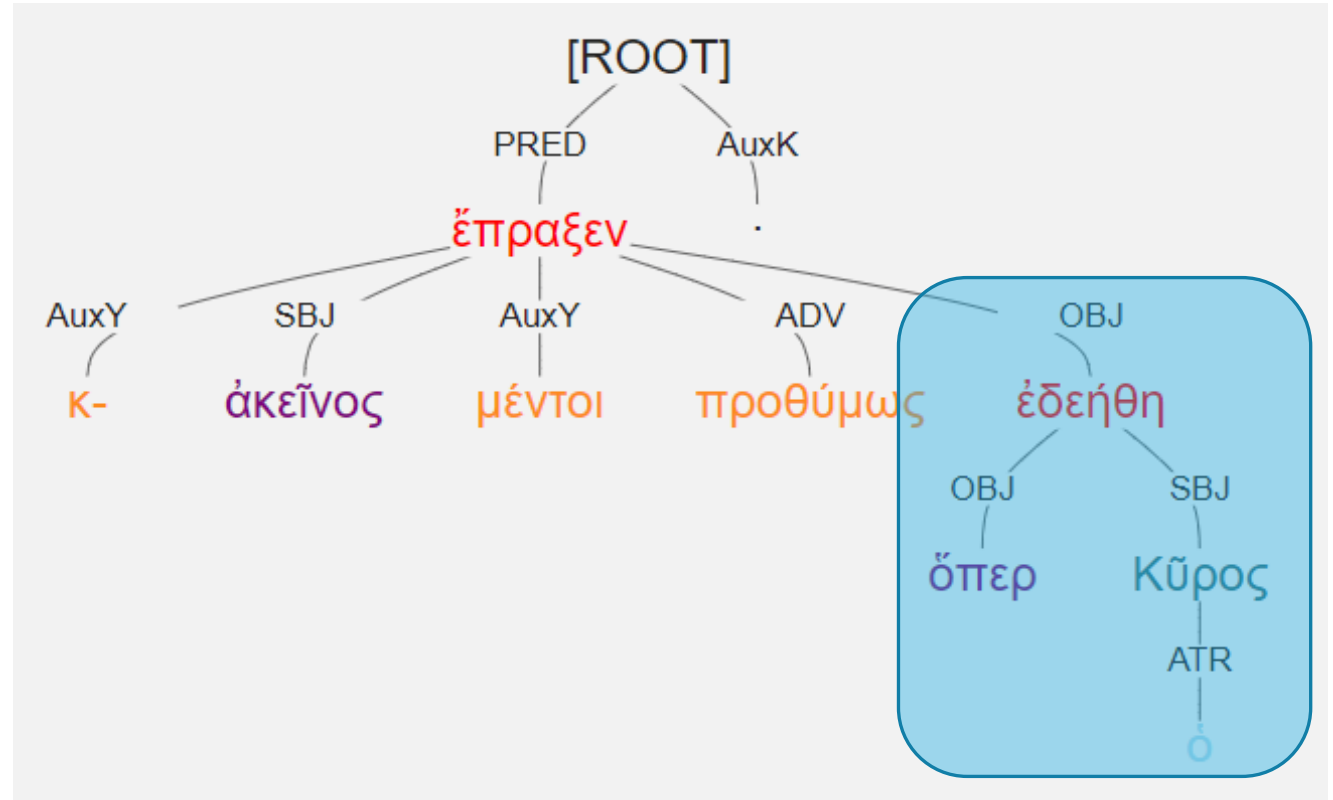 [ROOT]
PRED AuxK
ἔπραξεν .
AuxY SBJ AuxY ADV OBJ
κ- ἀκεῖνος μέντοι προθύμως ἐδεήθη
OBJ SBJ
ὅπερ Κῦρος
ATR
ὁ